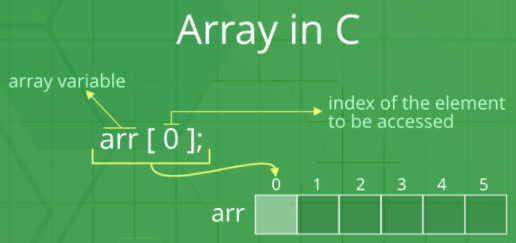 Array in C
array variable
index of the element
to be accessed
arr [ 0 ];
0 1 2 3 4 5
arr